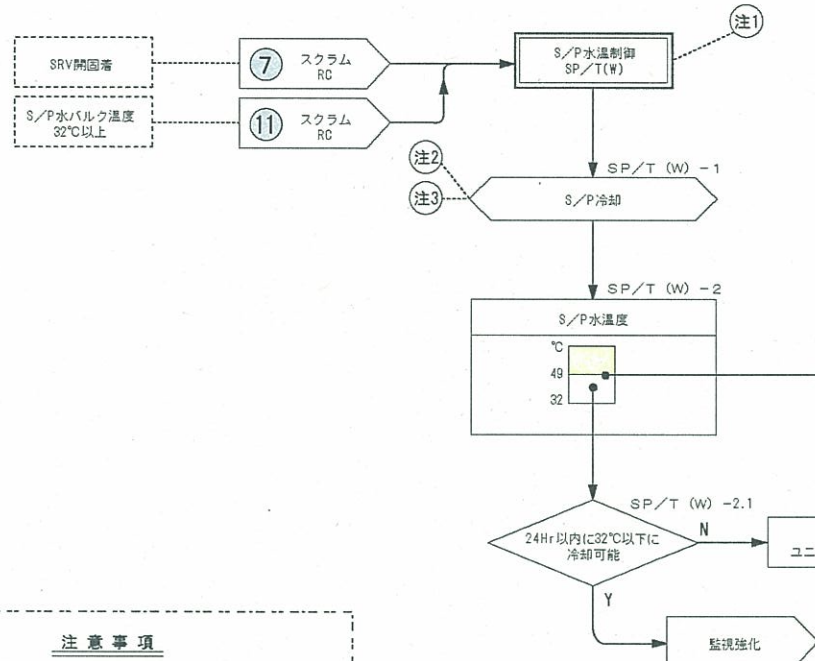 注1
SRV開固着
⑦ スクラム
RC
S/P水温制御
SP/T(W)
S/P水バルク温度
32℃以上
⑪ スクラム
RC
注2
注3
SP/T (W) -1
S/P冷却
SP/T (W) -2
S/P水温度
℃
49
32
SP/T (W) -2.1
24Hr以内に32℃以下に
冷却可能
N
ユニ
Y
監視強化
注意事項